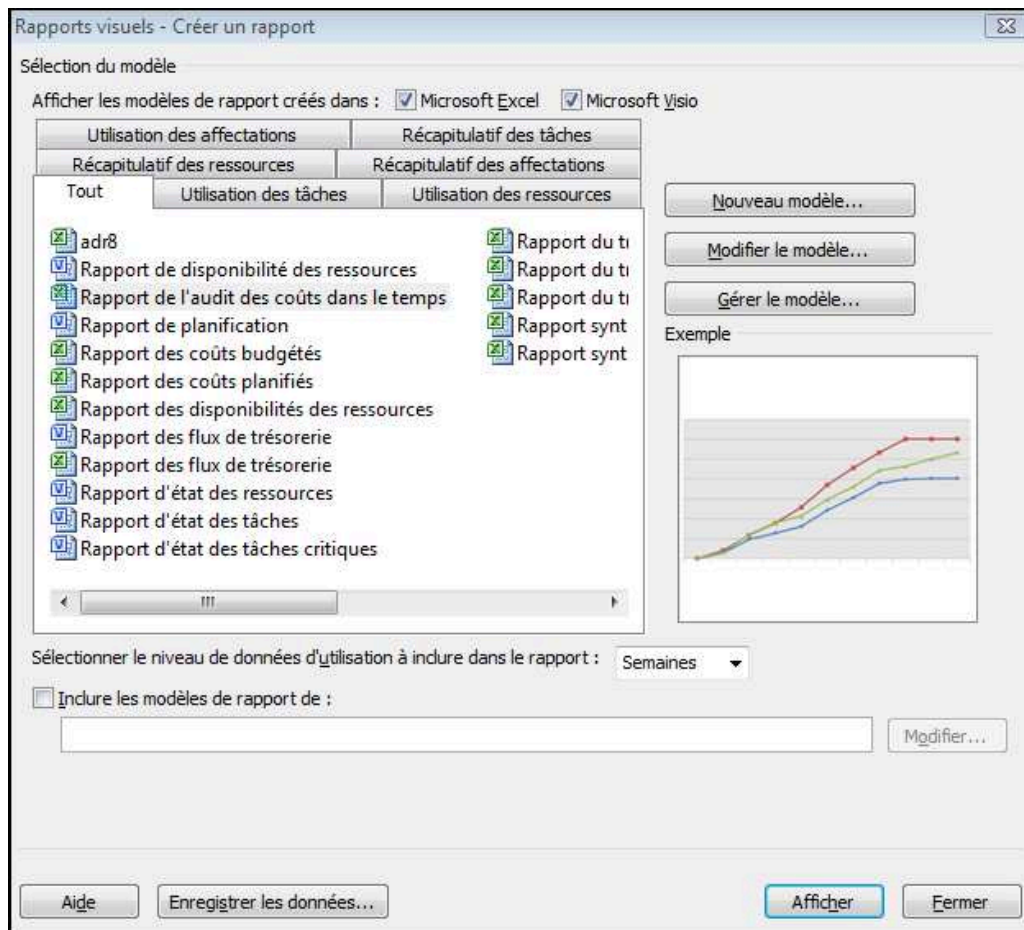 Rapports visuels - Créer un rapport
Sélection du modèle
Afficher les modèles de rapport créés dans :  Microsoft Excel  Microsoft Visio
Utilisation des affectations  Récapitulatif des tâches
Récapitulatif des ressources  Récapitulatif des affectations
Tout  Utilisation des tâches  Utilisation des ressources
adr8
Rapport de disponibilité des ressources
Rapport de l'audit des coûts dans le temps
Rapport de planification
Rapport des coûts budgétés
Rapport des coûts planifiés
Rapport des disponibilités des ressources
Rapport des flux de trésorerie
Rapport des flux de trésorerie
Rapport d'état des ressources
Rapport d'état des tâches
Rapport d'état des tâches critiques
Rapport du
Rapport du
Rapport du
Rapport synt
Rapport synt
Nouveau modèle...
Modifier le modèle...
Gérer le modèle...
Exemple
Sélectionner le niveau de données d'utilisation à inclure dans le rapport :  Semaines
Inclure les modèles de rapport de :
Modifier...
Aide  Enregistrer les données...  Afficher  Fermer